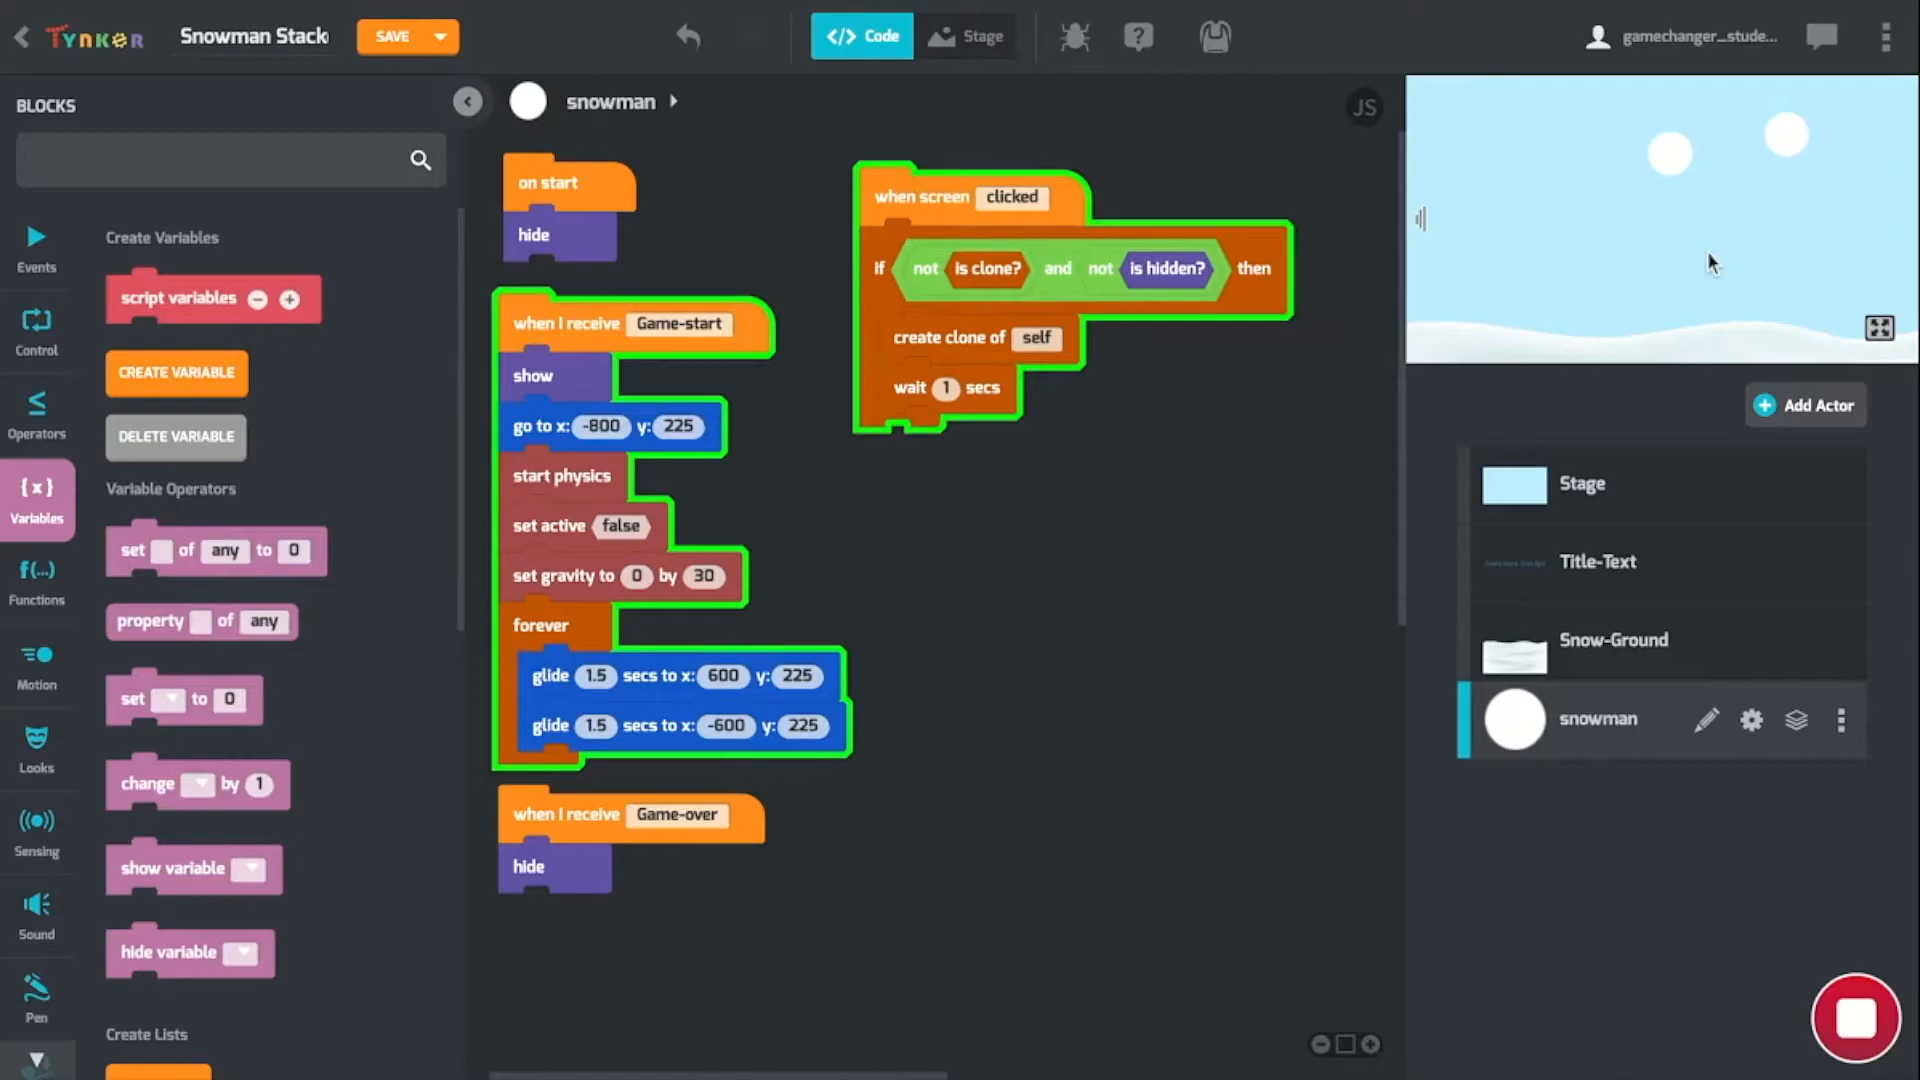 TYNKER
Snowman Stack
SAVE
</> Code
Stage
gamechanger_stude...
BLOCKS
snowman
JS
Events
Control
Operators
{x}
Variables
f(...)
Functions
Motion
Looks
Sensing
Sound
Pen
Create Variables
script variables
CREATE VARIABLE
DELETE VARIABLE
Variable Operators
set of any to 0
property of any
set to 0
change by 1
show variable
hide variable
Create Lists
on start
hide
when I receive Game-start
show
go to x: -800 y: 225
start physics
set active false
set gravity to 0 by 30
forever
glide 1.5 secs to x: 600 y: 225
glide 1.5 secs to x: -600 y: 225
when I receive Game-over
hide
when screen clicked
if not is clone? and not is hidden? then
create clone of self
wait 1 secs
Add Actor
Stage
Title-Text
Snow-Ground
snowman